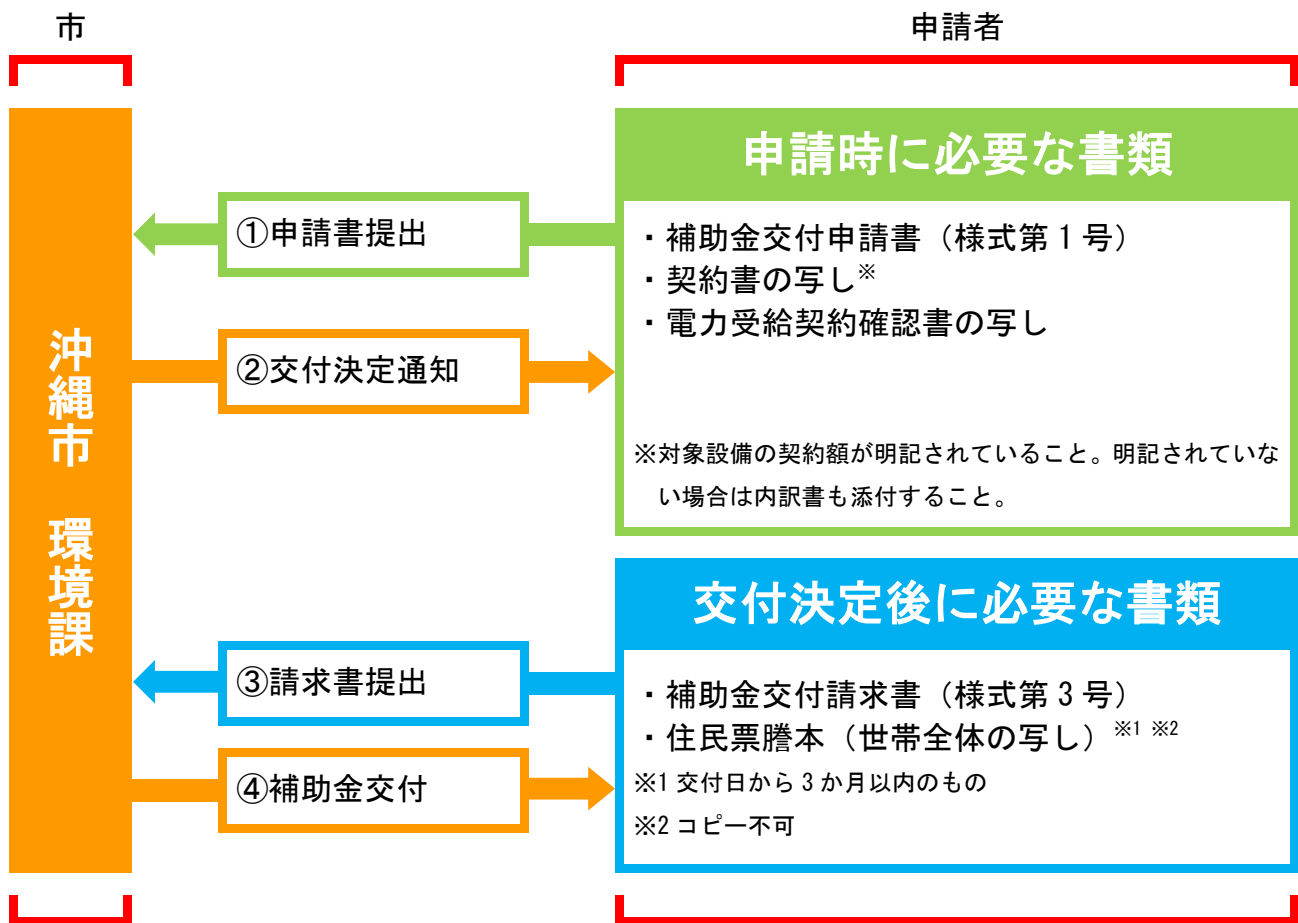 市
申請者
沖縄市 環境課
申請時に必要な書類
①申請書提出
②交付決定通知
・補助金交付申請書（様式第1号）
・契約書の写し※
・電力受給契約確認書の写し
※対象設備の契約額が明記されていること。明記されていな
い場合は内訳書も添付すること。
交付決定後に必要な書類
③請求書提出
④補助金交付
・補助金交付請求書（様式第3号）
・住民票謄本（世帯全体の写し）※1 ※2
※1 交付日から3か月以内のもの
※2 コピー不可